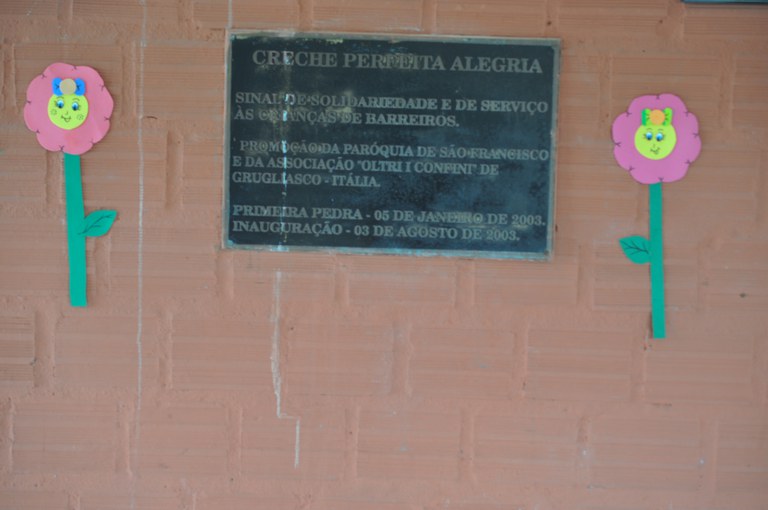 CRECHE PERFEITA ALEGRIA
SINAL DE SOLIDARIEDADE E DE SERVIÇO
ÀS CRIANÇAS DE BARREIROS.
PROMOÇÃO DA PARÓQUIA DE SÃO FRANCISCO
E DA ASSOCIAÇÃO "OLTRI I CONFINI" DE
GRUGLIASCO - ITÁLIA.
PRIMEIRA PEDRA - 05 DE JANEIRO DE 2003.
INAUGURAÇÃO - 03 DE AGOSTO DE 2003.